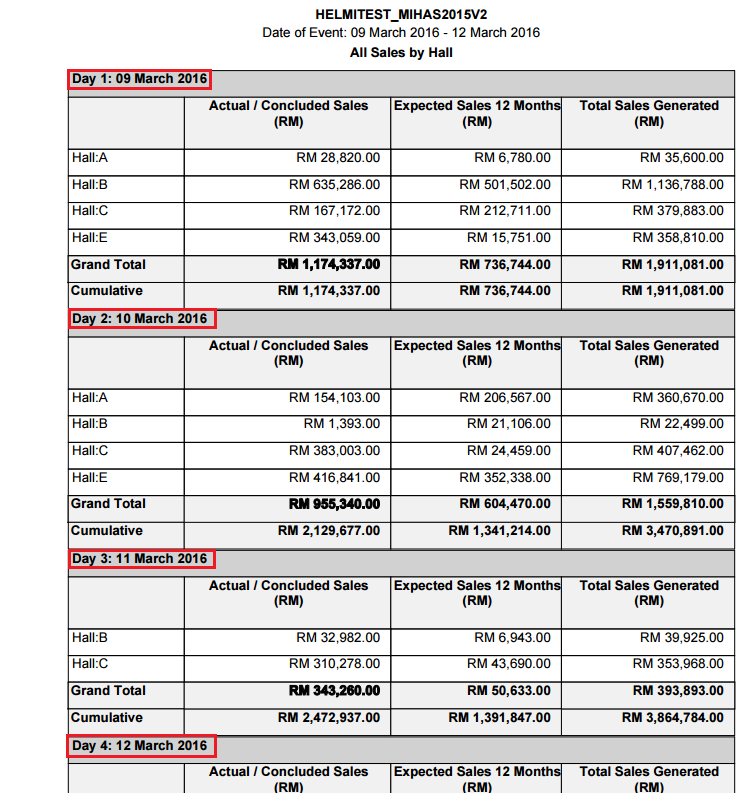 HELMITEST_MIHAS2015V2
Date of Event: 09 March 2016 - 12 March 2016
All Sales by Hall
Day 1: 09 March 2016
Actual / Concluded Sales (RM) Expected Sales 12 Months (RM) Total Sales Generated (RM)
Hall:A RM 28,820.00 RM 6,780.00 RM 35,600.00
Hall:B RM 635,286.00 RM 501,502.00 RM 1,136,788.00
Hall:C RM 167,172.00 RM 212,711.00 RM 379,883.00
Hall:E RM 343,059.00 RM 15,751.00 RM 358,810.00
Grand Total RM 1,174,337.00 RM 736,744.00 RM 1,911,081.00
Cumulative RM 1,174,337.00 RM 736,744.00 RM 1,911,081.00
Day 2: 10 March 2016
Actual / Concluded Sales (RM) Expected Sales 12 Months (RM) Total Sales Generated (RM)
Hall:A RM 154,103.00 RM 206,567.00 RM 360,670.00
Hall:B RM 1,393.00 RM 21,106.00 RM 22,499.00
Hall:C RM 383,003.00 RM 24,459.00 RM 407,462.00
Hall:E RM 416,841.00 RM 352,338.00 RM 769,179.00
Grand Total RM 955,340.00 RM 604,470.00 RM 1,559,810.00
Cumulative RM 2,129,677.00 RM 1,341,214.00 RM 3,470,891.00
Day 3: 11 March 2016
Actual / Concluded Sales (RM) Expected Sales 12 Months (RM) Total Sales Generated (RM)
Hall:B RM 32,982.00 RM 6,943.00 RM 39,925.00
Hall:C RM 310,278.00 RM 43,690.00 RM 353,968.00
Grand Total RM 343,260.00 RM 50,633.00 RM 393,893.00
Cumulative RM 2,472,937.00 RM 1,391,847.00 RM 3,864,784.00
Day 4: 12 March 2016
Actual / Concluded Sales (RM) Expected Sales 12 Months (RM) Total Sales Generated (RM)